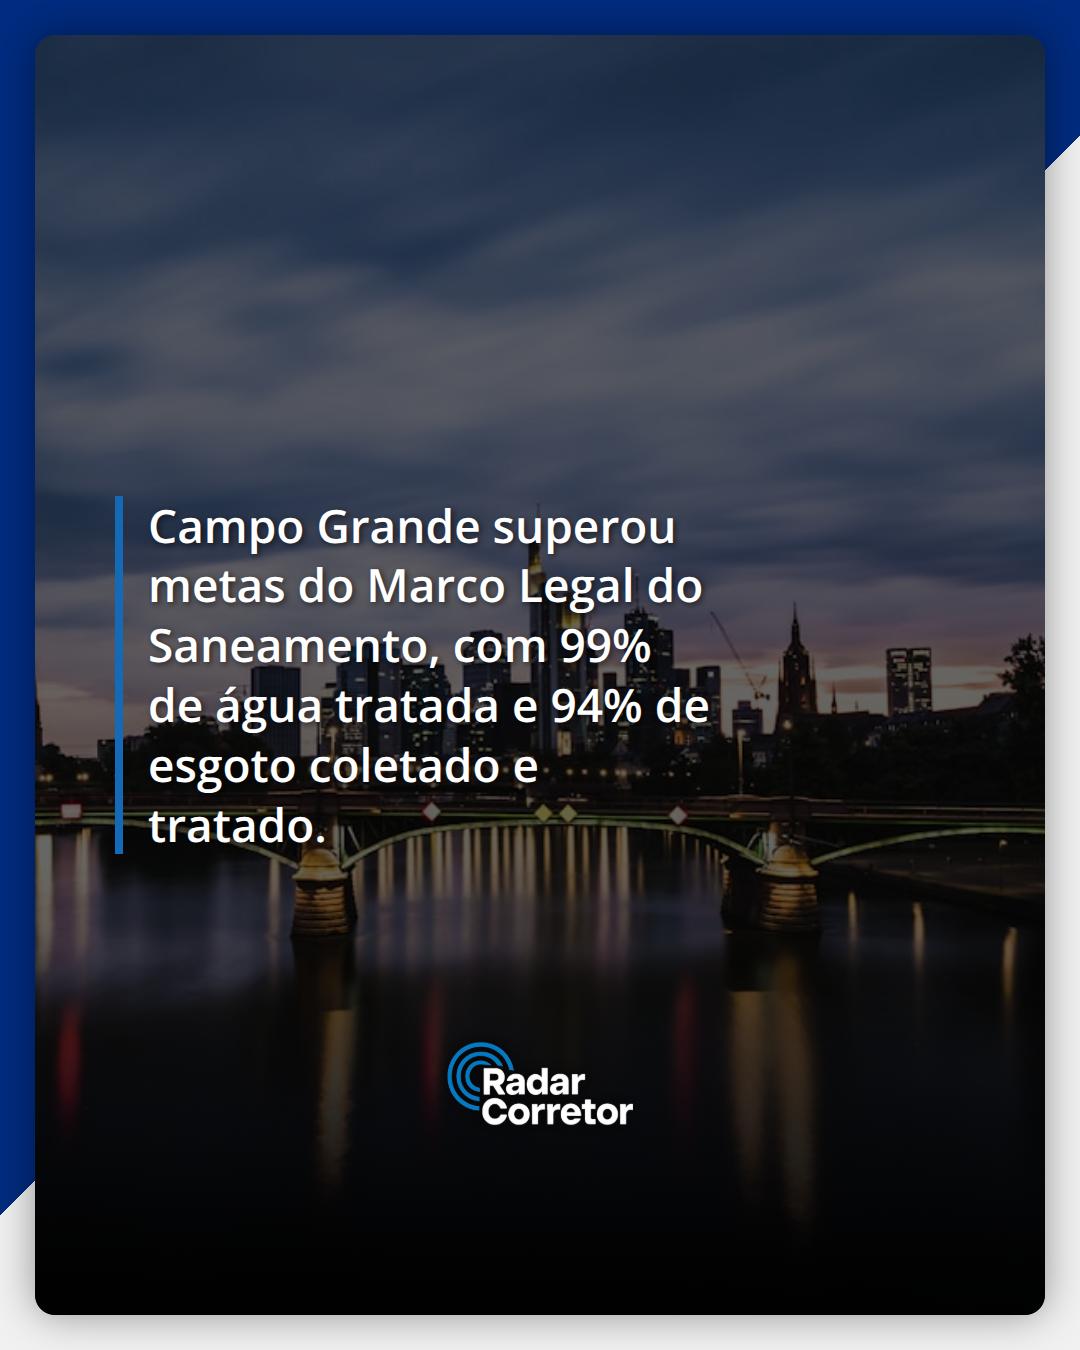 Campo Grande superou
metas do Marco Legal do
Saneamento, com 99%
de água tratada e 94% de
esgoto coletado e
tratado.
Radar
Corretor